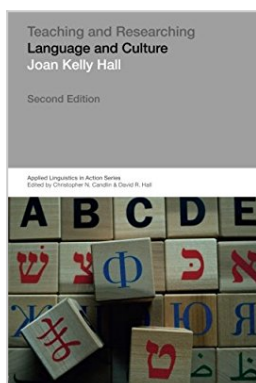 Teaching and Researching
Language and Culture
Joan Kelly Hall
Second Edition
Applied Linguistics in Action Series
Edited by Christopher N. Candlin & David R. Hall
A B C D E
ש Ф א
Ж Ю Я